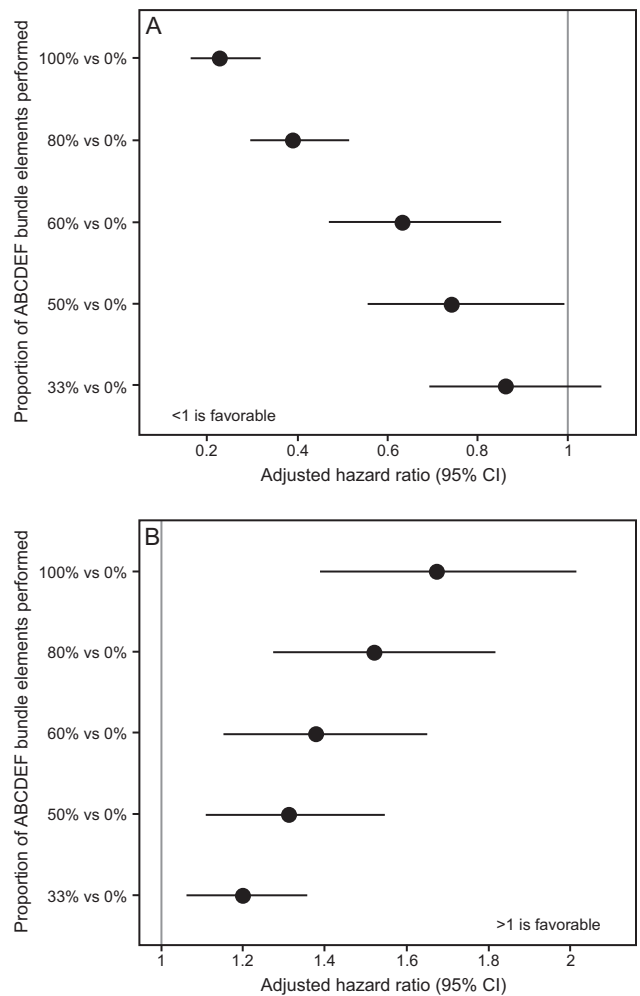 A
Proportion of ABCDEF bundle elements performed
100% vs 0%
80% vs 0%
60% vs 0%
50% vs 0%
33% vs 0%
<1 is favorable
0.2 0.4 0.6 0.8 1
Adjusted hazard ratio (95% CI)
B
Proportion of ABCDEF bundle elements performed
100% vs 0%
80% vs 0%
60% vs 0%
50% vs 0%
33% vs 0%
>1 is favorable
1 1.2 1.4 1.6 1.8 2
Adjusted hazard ratio (95% CI)